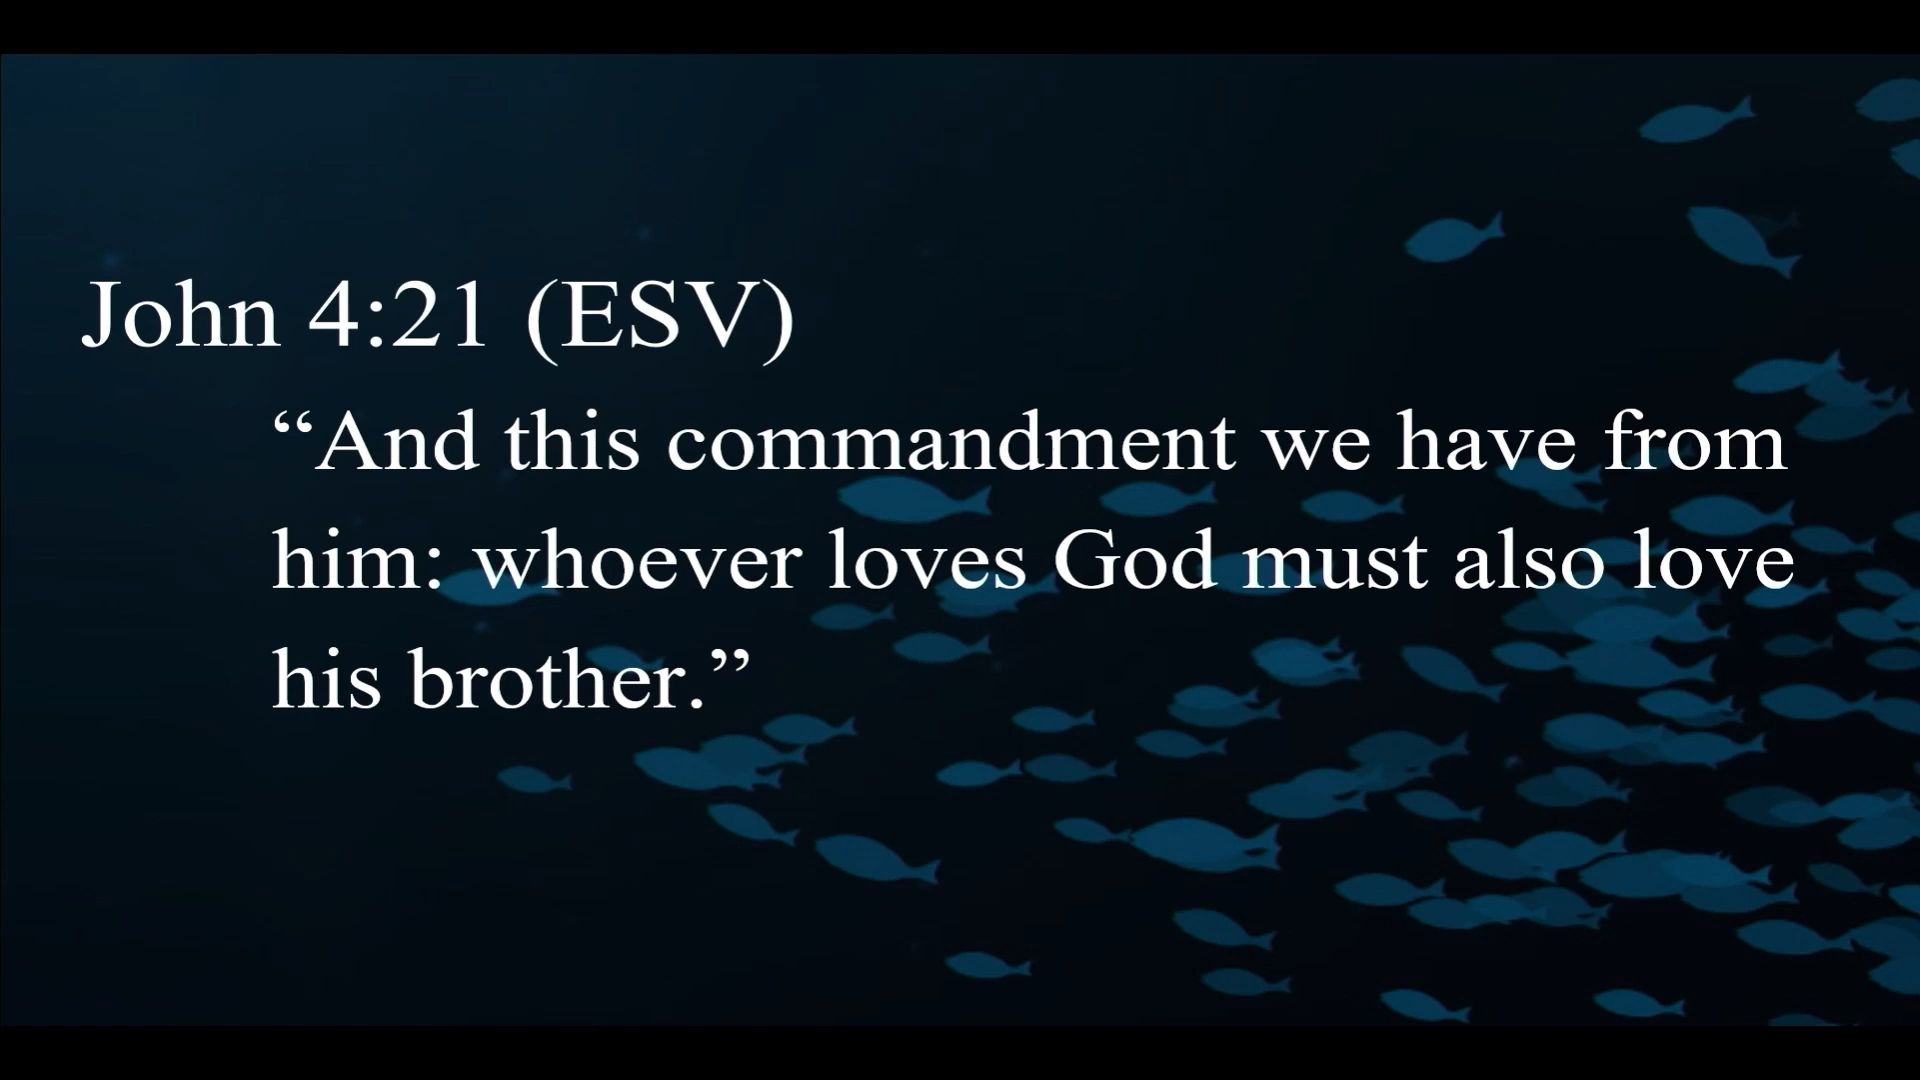 John 4:21 (ESV)
“And this commandment we have from
him: whoever loves God must also love
his brother.”